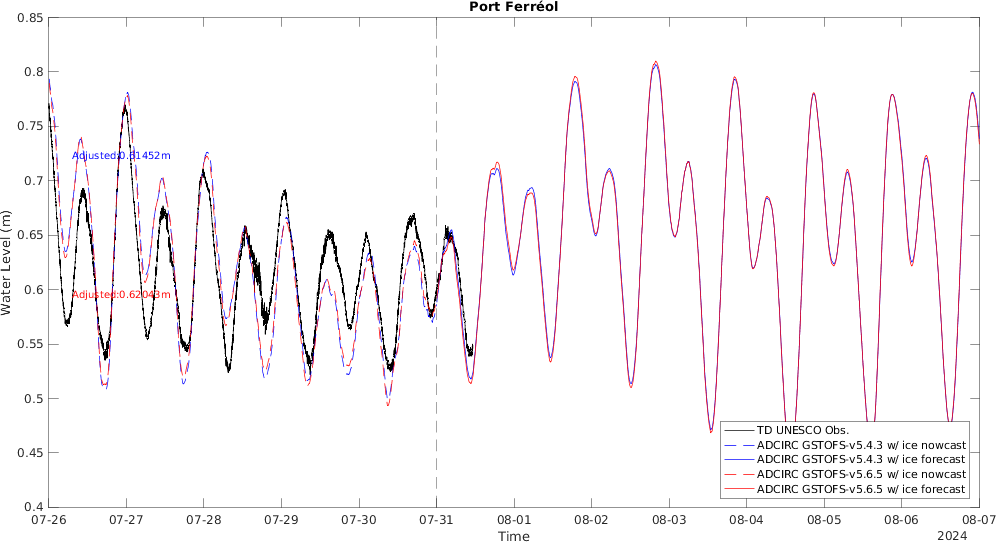 Port Ferréol
0.85
0.8
0.75
0.7
0.65
0.6
0.55
0.5
0.45
0.4
Water Level (m)
Adjusted:0.61452m
Adjusted:0.62043m
TD UNESCO Obs.
ADCIRC GSTOFS-v5.4.3 w/ ice nowcast
ADCIRC GSTOFS-v5.4.3 w/ ice forecast
ADCIRC GSTOFS-v5.6.5 w/ ice nowcast
ADCIRC GSTOFS-v5.6.5 w/ ice forecast
07-26 07-27 07-28 07-29 07-30 07-31 08-01 08-02 08-03 08-04 08-05 08-06 08-07
Time
2024